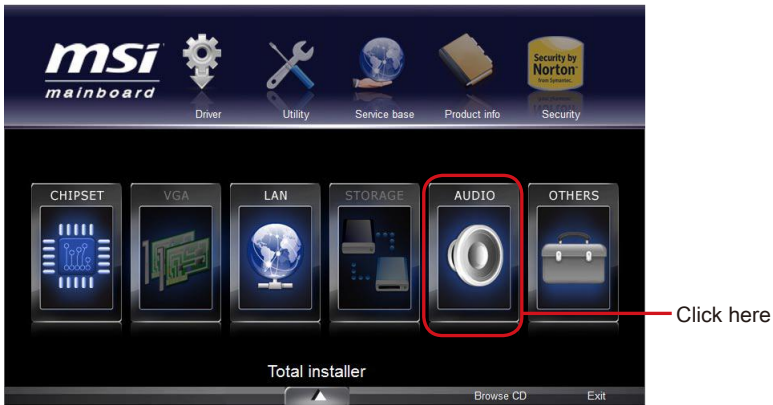 msi
mainboard
Driver
Utility
Service base
Product info
Security by
Norton
from Symantec.
Security
CHIPSET
VGA
LAN
STORAGE
AUDIO
OTHERS
Click here
Total installer
Browse CD
Exit